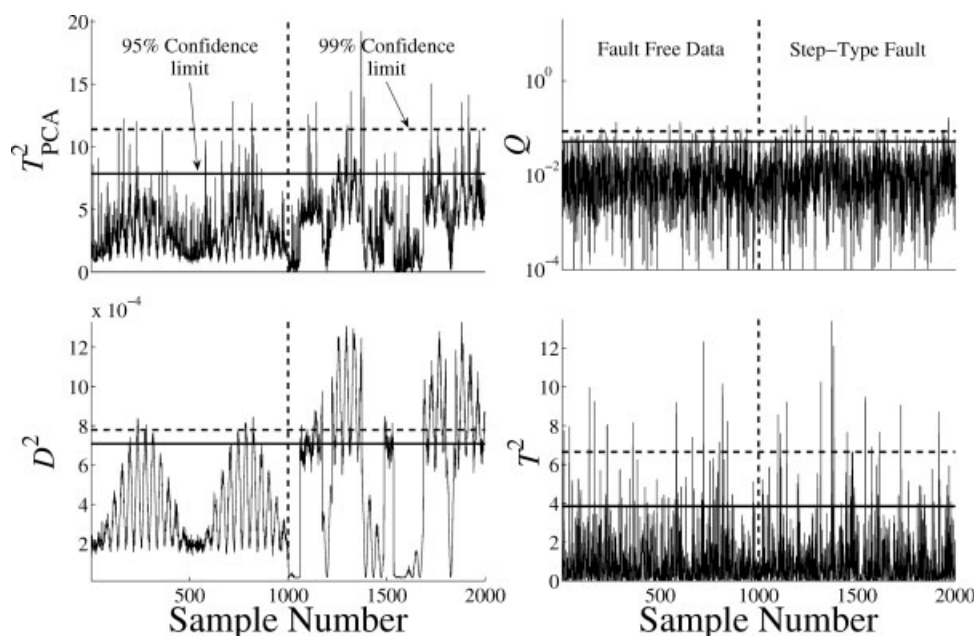 20
15
10
5
0
T²PCA
95% Confidence
limit
99% Confidence
limit
Q
10⁰
10⁻²
10⁻⁴
Fault Free Data
Step−Type Fault
x 10⁻⁴
12
10
8
6
4
2
D²
500
1000
1500
2000
Sample Number
12
10
8
6
4
2
0
T²
500
1000
1500
2000
Sample Number